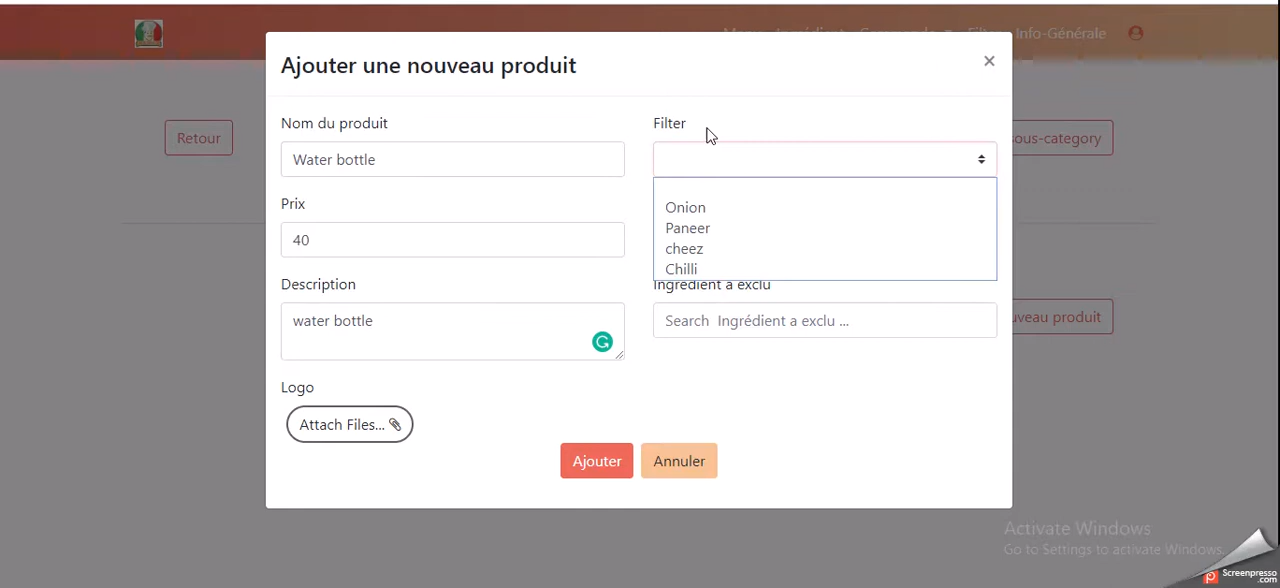 Info-Générale
Ajouter une nouveau produit
×
Nom du produit
Filter
Retour
Water bottle
sous-category
Prix
Onion
Paneer
40
cheez
Chilli
Description
Ingrédient a exclu
water bottle
Search Ingrédient a exclu ...
uveau produit
Logo
Attach Files...
Ajouter
Annuler
Activate Windows
Go to Settings to activate Windows.
Screenpresso
.com